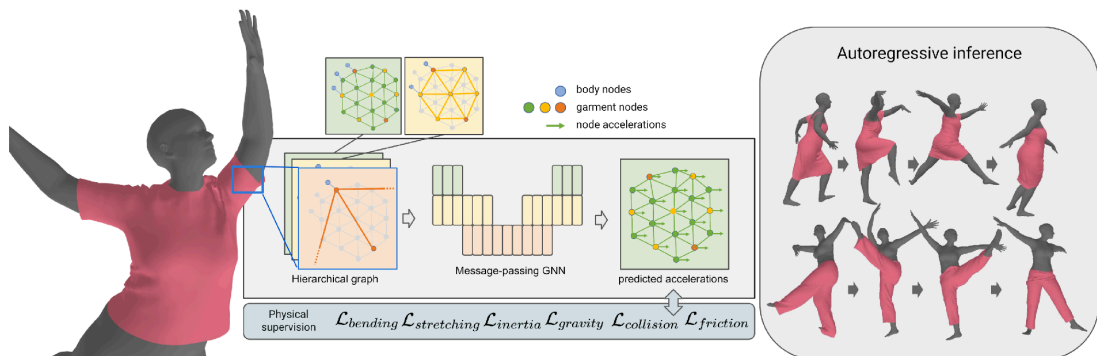 Autoregressive inference
body nodes
garment nodes
node accelerations
Hierarchical graph
Message-passing GNN
predicted accelerations
Physical
supervision
𝓛bending 𝓛stretching 𝓛inertia 𝓛gravity 𝓛collision 𝓛friction